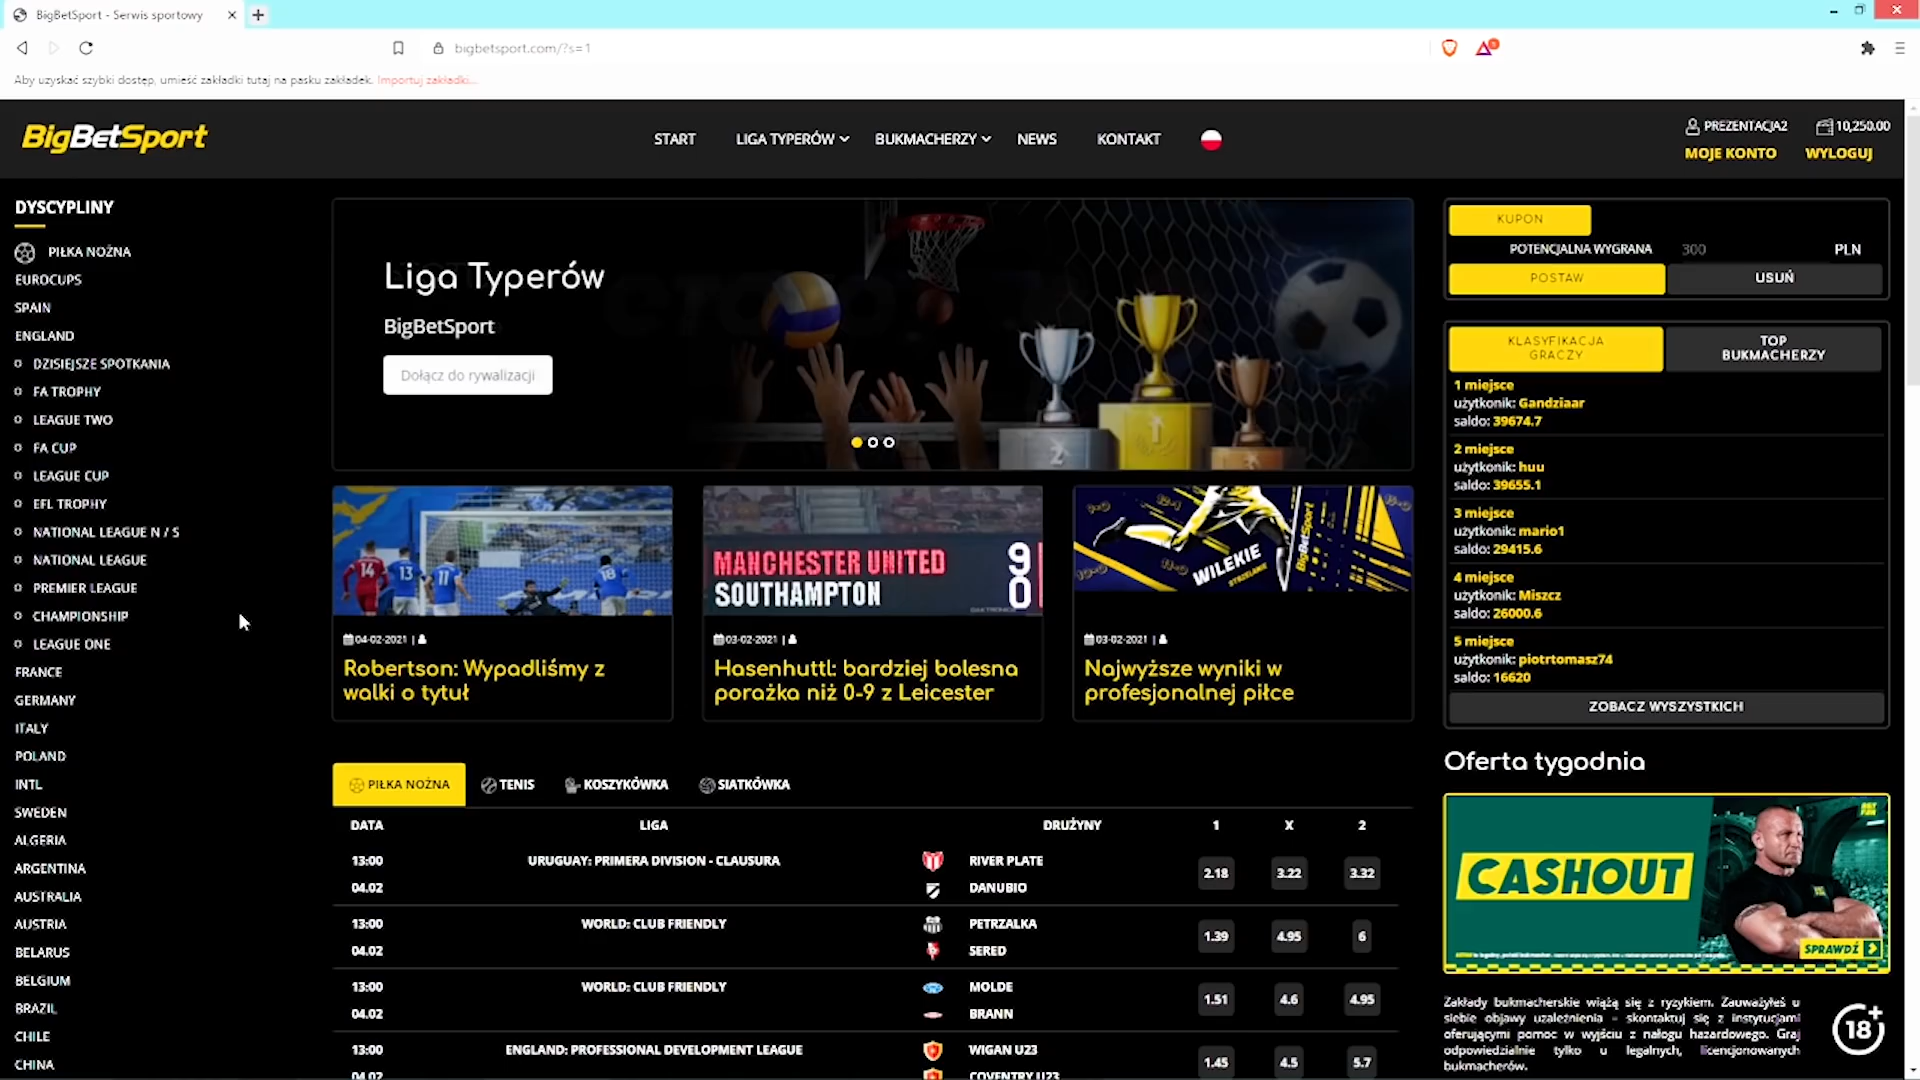 BigBetSport - Serwis sportowy
bigbetsport.com/?s=1
Aby uzyskać szybki dostęp, umieść zakładki tutaj na pasku zakładek. Importuj zakładki...
BigBetSport
START
LIGA TYPERÓW
BUKMACHERZY
NEWS
KONTAKT
PREZENTACJA2
10,250.00
MOJE KONTO
WYLOGUJ
DYSCYPLINY
PIŁKA NOŻNA
EUROCUPS
SPAIN
ENGLAND
DZISIEJSZE SPOTKANIA
FA TROPHY
LEAGUE TWO
FA CUP
LEAGUE CUP
EFL TROPHY
NATIONAL LEAGUE N / S
NATIONAL LEAGUE
PREMIER LEAGUE
CHAMPIONSHIP
LEAGUE ONE
FRANCE
GERMANY
ITALY
POLAND
INTL
SWEDEN
ALGERIA
ARGENTINA
AUSTRALIA
AUSTRIA
BELARUS
BELGIUM
BRAZIL
CHILE
CHINA
Liga Typerów
BigBetSport
Dołącz do rywalizacji
1
2
14
13
11
18
04-02-2021 |
Robertson: Wypadliśmy z
walki o tytuł
MANCHESTER UNITED 9
SOUTHAMPTON 0
03-02-2021 |
Hasenhuttl: bardziej bolesna
porażka niż 0-9 z Leicester
WILEKIE
STRZELANIE
BigBetSport
03-02-2021 |
Najwyższe wyniki w
profesjonalnej piłce
PIŁKA NOŻNA
TENIS
KOSZYKÓWKA
SIATKÓWKA
DATA LIGA DRUŻYNY 1 X 2
13:00 URUGUAY: PRIMERA DIVISION - CLAUSURA RIVER PLATE
2.18 3.22 3.32
04.02 DANUBIO
13:00 WORLD: CLUB FRIENDLY PETRZALKA
1.39 4.95 6
04.02 SERED
13:00 WORLD: CLUB FRIENDLY MOLDE
1.51 4.6 4.95
04.02 BRANN
13:00 ENGLAND: PROFESSIONAL DEVELOPMENT LEAGUE WIGAN U23
1.45 4.5 5.7
04.02 COVENTRY U23
KUPON
POTENCJALNA WYGRANA 300 PLN
POSTAW
USUŃ
KLASYFIKACJA
GRACZY
TOP
BUKMACHERZY
1 miejsce
użytkonik: Gandziaar
saldo: 39674.7
2 miejsce
użytkonik: huu
saldo: 39655.1
3 miejsce
użytkonik: mario1
saldo: 29415.6
4 miejsce
użytkonik: Miszcz
saldo: 26000.6
5 miejsce
użytkonik: piotrtomasz74
saldo: 16620
ZOBACZ WYSZYSTKICH
Oferta tygodnia
CASHOUT
SPRAWDŹ
Zakłady bukmacherskie wiążą się z ryzykiem. Zauważyłeś u
siebie objawy uzależnienia – skontaktuj się z instytucjami
oferującymi pomoc w wyjściu z nałogu hazardowego. Graj
odpowiedzialnie tylko u legalnych, licencjonowanych
bukmacherów.
18+